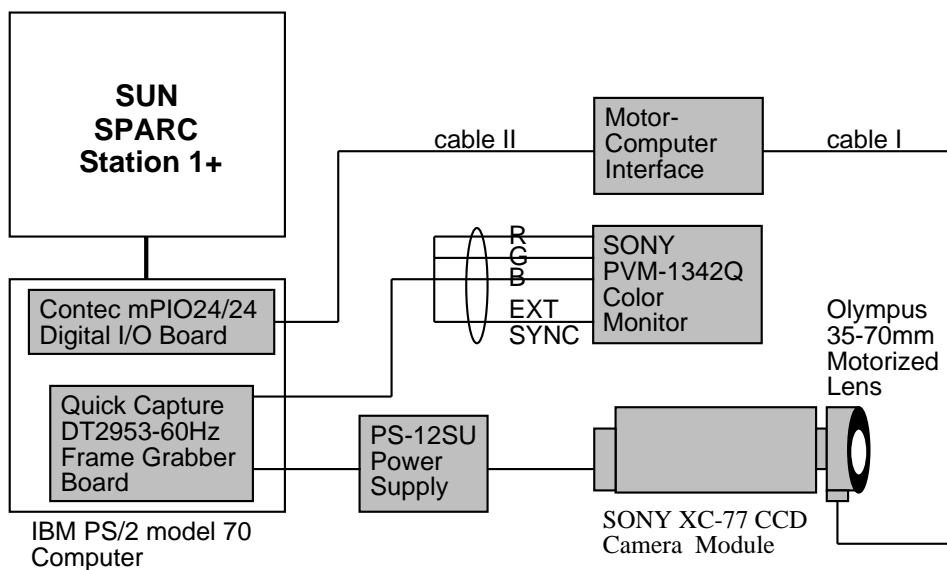 SUN
SPARC
Station 1+
cable II
Motor-
Computer
Interface
cable I
R
G
B
EXT
SYNC
SONY
PVM-1342Q
Color
Monitor
Contec mPIO24/24
Digital I/O Board
Olympus
35-70mm
Motorized
Lens
Quick Capture
DT2953-60Hz
Frame Grabber
Board
PS-12SU
Power
Supply
SONY XC-77 CCD
Camera Module
IBM PS/2 model 70
Computer